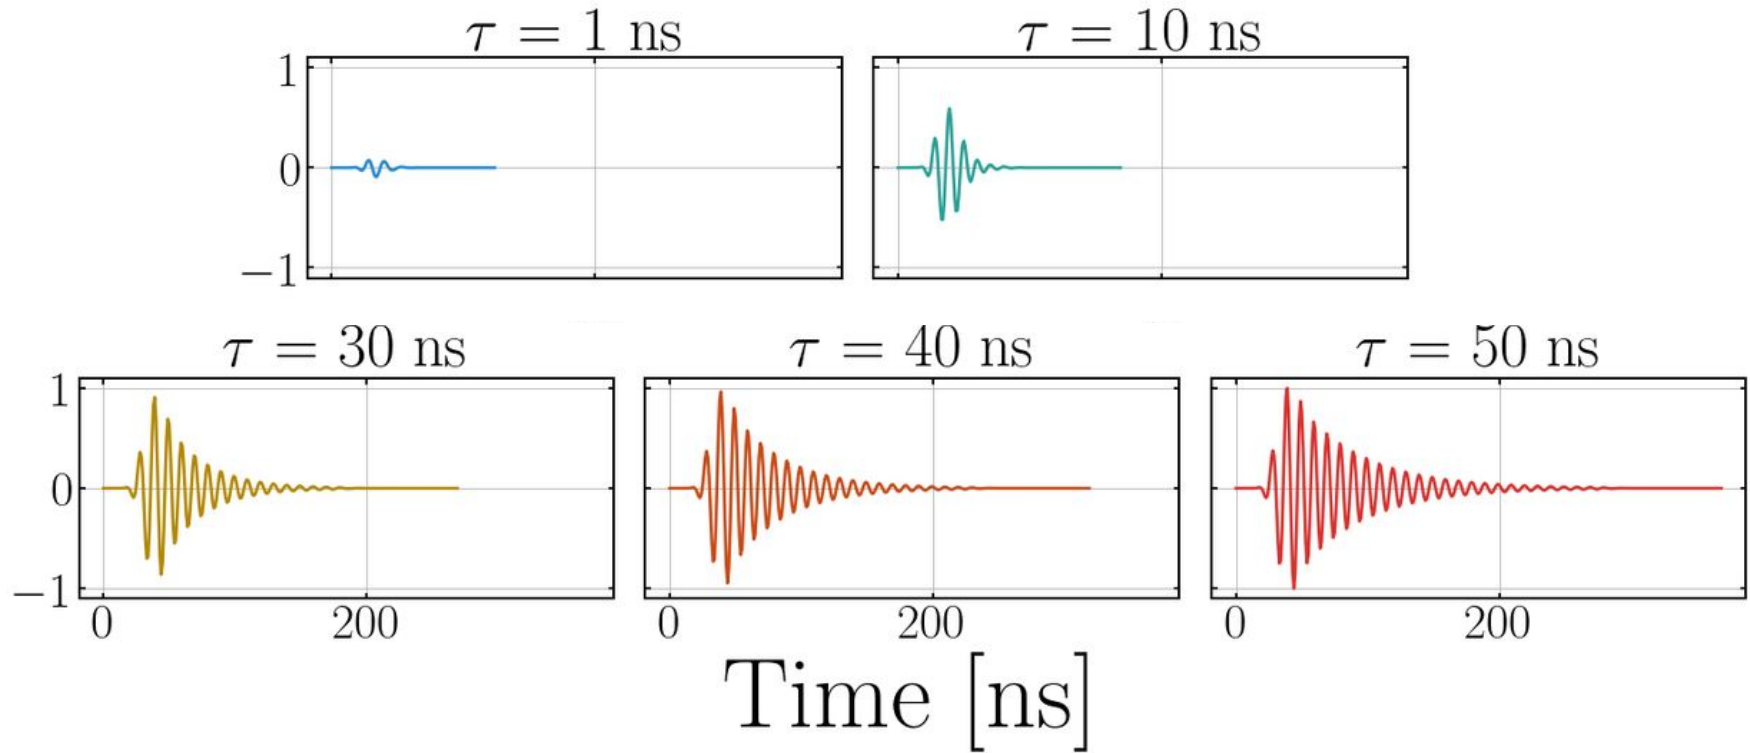 τ = 1 ns
τ = 10 ns
1
0
−1
τ = 30 ns
τ = 40 ns
τ = 50 ns
1
0
−1
0 200 0 200 0 200
Time [ns]